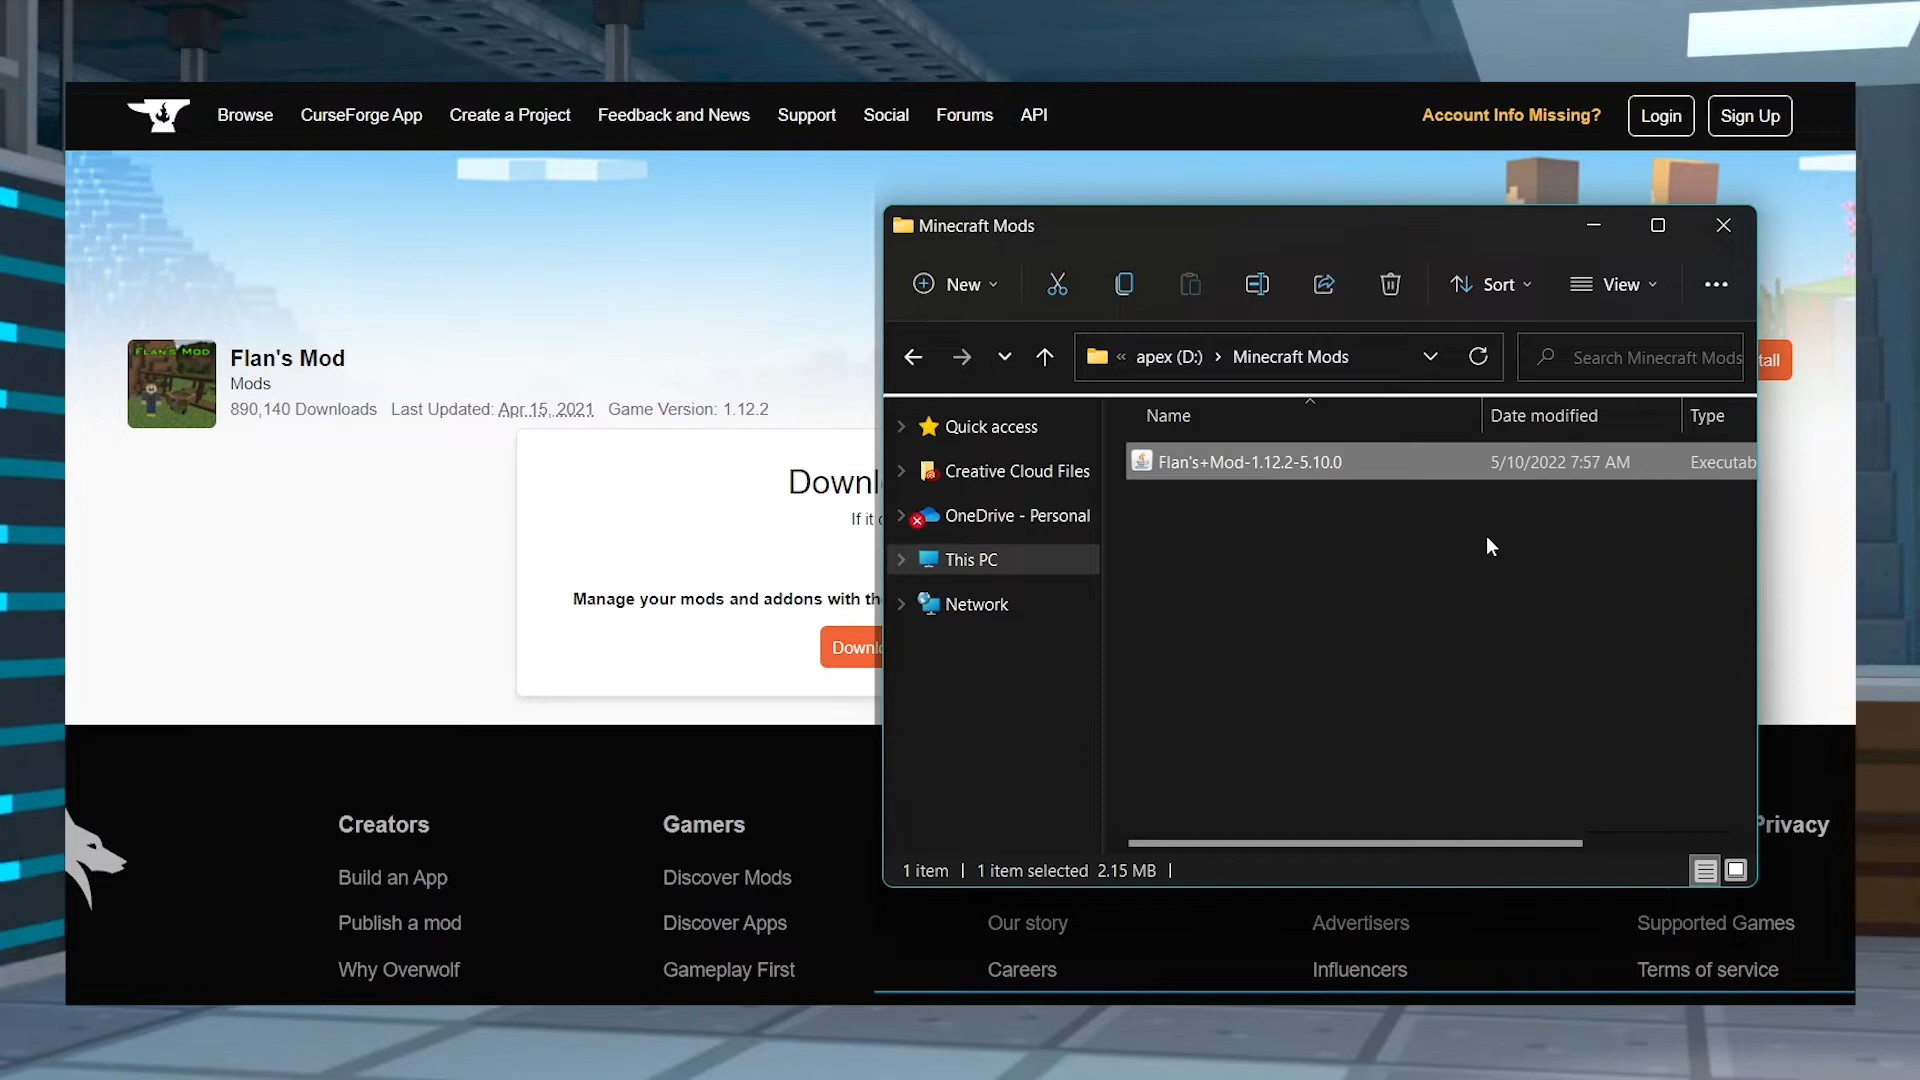 Browse
CurseForge App
Create a Project
Feedback and News
Support
Social
Forums
API
Account Info Missing?
Login
Sign Up
FLAN'S MOD
Flan's Mod
Mods
890,140 Downloads
Last Updated: Apr 15, 2021
Game Version: 1.12.2
Downl
If it
Manage your mods and addons with th
Downl
tall
Minecraft Mods
New
Sort
View
« apex (D:) › Minecraft Mods
Search Minecraft Mods
Quick access
Creative Cloud Files
OneDrive - Personal
This PC
Network
Name
Date modified
Type
Flan's+Mod-1.12.2-5.10.0
5/10/2022 7:57 AM
Executab
1 item
1 item selected 2.15 MB
Creators
Build an App
Publish a mod
Why Overwolf
Gamers
Discover Mods
Discover Apps
Gameplay First
Our story
Careers
Advertisers
Influencers
Privacy
Supported Games
Terms of service